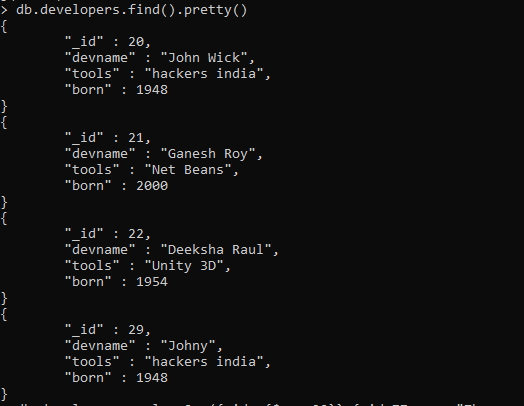 > db.developers.find().pretty()
{
"_id" : 20,
"devname" : "John Wick",
"tools" : "hackers india",
"born" : 1948
}
{
"_id" : 21,
"devname" : "Ganesh Roy",
"tools" : "Net Beans",
"born" : 2000
}
{
"_id" : 22,
"devname" : "Deeksha Raul",
"tools" : "Unity 3D",
"born" : 1954
}
{
"_id" : 29,
"devname" : "Johny",
"tools" : "hackers india",
"born" : 1948
}